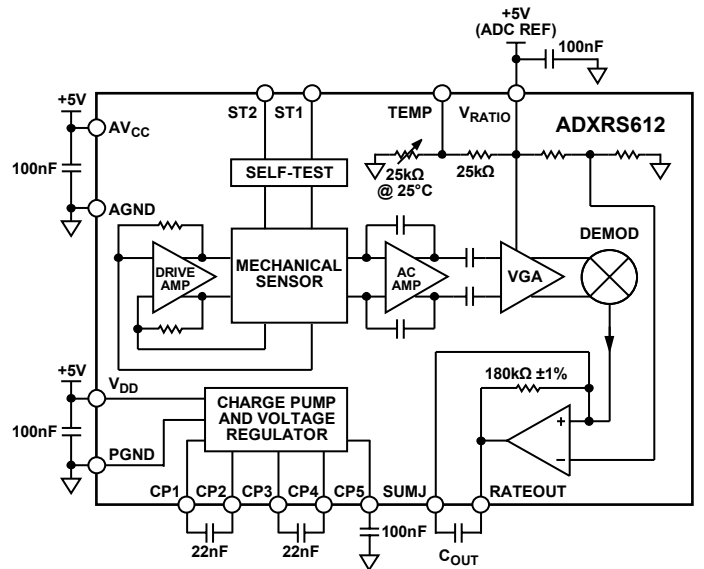 +5V
(ADC REF)
100nF
+5V
ST2
ST1
TEMP
VRATIO
ADXRS612
AVCC
100nF
25kΩ
@ 25°C
25kΩ
SELF-TEST
AGND
DEMOD
DRIVE
AMP
MECHANICAL
SENSOR
AC
AMP
VGA
+5V
VDD
180kΩ ±1%
100nF
CHARGE PUMP
AND VOLTAGE
REGULATOR
+
–
PGND
CP1
CP2
CP3
CP4
CP5
SUMJ
RATEOUT
22nF
22nF
100nF
COUT